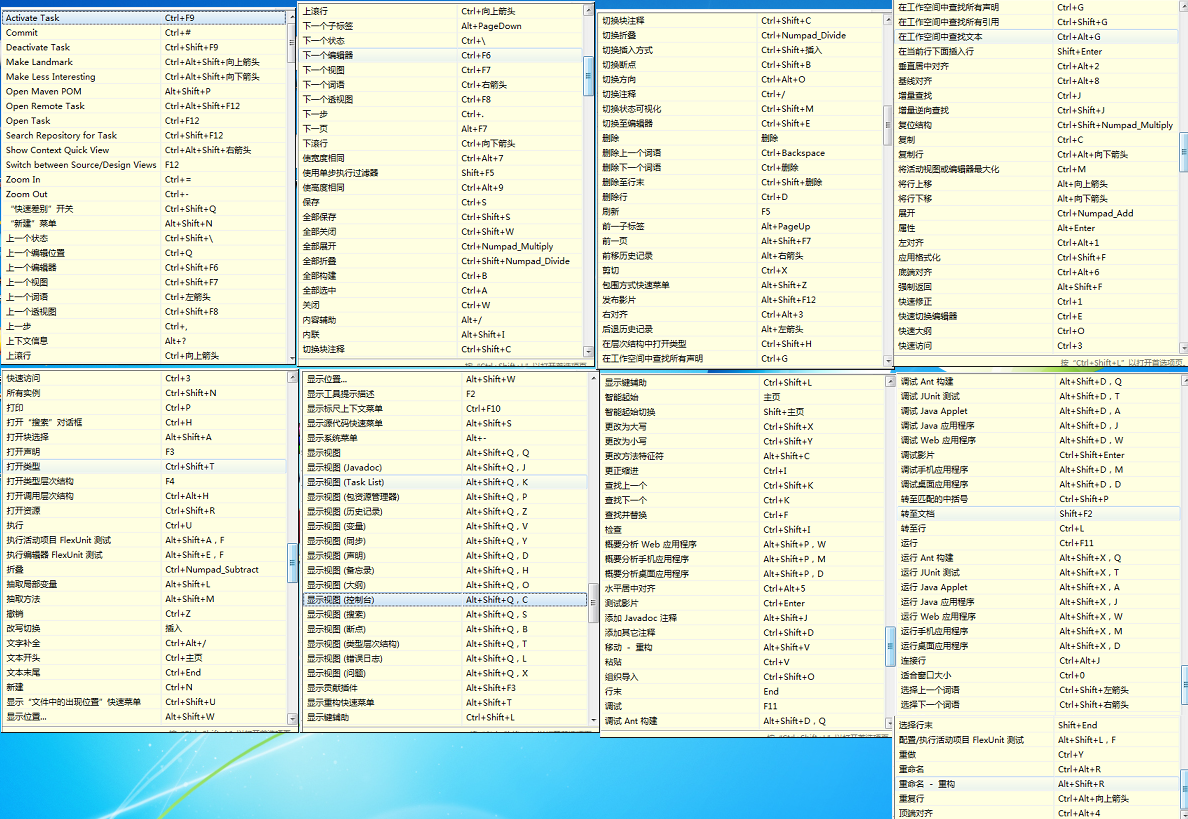 Activate Task Ctrl+F9
Commit Ctrl+#
Deactivate Task Ctrl+Shift+F9
Make Landmark Ctrl+Alt+Shift+向上箭头
Make Less Interesting Ctrl+Alt+Shift+向下箭头
Open Maven POM Alt+Shift+P
Open Remote Task Ctrl+Alt+Shift+F12
Open Task Ctrl+F12
Search Repository for Task Ctrl+Shift+F12
Show Context Quick View Ctrl+Alt+Shift+右箭头
Switch between Source/Design Views F12
Zoom In Ctrl+=
Zoom Out Ctrl+-
“快速差别”开关 Ctrl+Shift+Q
“新建”菜单 Alt+Shift+N
上一个状态 Ctrl+Shift+\
上一个编辑位置 Ctrl+Q
上一个编辑器 Ctrl+Shift+F6
上一个视图 Ctrl+Shift+F7
上一个词语 Ctrl+左箭头
上一个透视图 Ctrl+Shift+F8
上一步 Ctrl+,
上下文信息 Alt+?
上滚行 Ctrl+向上箭头
上滚行 Ctrl+向上箭头
下一个子标签 Alt+PageDown
下一个状态 Ctrl+\
下一个编辑器 Ctrl+F6
下一个视图 Ctrl+F7
下一个词语 Ctrl+右箭头
下一个透视图 Ctrl+F8
下一步 Ctrl+.
下一页 Alt+F7
下滚行 Ctrl+向下箭头
使宽度相同 Ctrl+Alt+7
使用单步执行过滤器 Shift+F5
使高度相同 Ctrl+Alt+9
保存 Ctrl+S
全部保存 Ctrl+Shift+S
全部关闭 Ctrl+Shift+W
全部展开 Ctrl+Numpad_Multiply
全部折叠 Ctrl+Shift+Numpad_Divide
全部构建 Ctrl+B
全部选中 Ctrl+A
关闭 Ctrl+W
内容辅助 Alt+/
内联 Alt+Shift+I
切换块注释 Ctrl+Shift+C
切换块注释 Ctrl+Shift+C
切换折叠 Ctrl+Numpad_Divide
切换插入方式 Ctrl+Shift+插入
切换断点 Ctrl+Shift+B
切换方向 Ctrl+Alt+O
切换注释 Ctrl+/
切换状态可视化 Ctrl+Shift+M
切换至编辑器 Ctrl+Shift+E
删除 删除
删除上一个词语 Ctrl+Backspace
删除下一个词语 Ctrl+删除
删除至行末 Ctrl+Shift+删除
删除行 Ctrl+D
刷新 F5
前一子标签 Alt+PageUp
前一页 Alt+Shift+F7
前移历史记录 Alt+右箭头
剪切 Ctrl+X
包围方式快速菜单 Alt+Shift+Z
发布影片 Alt+Shift+F12
右对齐 Ctrl+Alt+3
后退历史记录 Alt+左箭头
在层次结构中打开类型 Ctrl+Shift+H
在工作空间中查找所有声明 Ctrl+G
在工作空间中查找所有声明 Ctrl+G
在工作空间中查找所有引用 Ctrl+Shift+G
在工作空间中查找文本 Ctrl+Alt+G
在当前行下面插入行 Shift+Enter
垂直居中对齐 Ctrl+Alt+2
基线对齐 Ctrl+Alt+8
增量查找 Ctrl+J
增量逆向查找 Ctrl+Shift+J
复位结构 Ctrl+Shift+Numpad_Multiply
复制 Ctrl+C
复制行 Ctrl+Alt+向下箭头
将活动视图或编辑器最大化 Ctrl+M
将行上移 Alt+向上箭头
将行下移 Alt+向下箭头
展开 Ctrl+Numpad_Add
属性 Alt+Enter
左对齐 Ctrl+Alt+1
应用格式化 Ctrl+Shift+F
底端对齐 Ctrl+Alt+6
强制返回 Alt+Shift+F
快速修正 Ctrl+1
快速切换编辑器 Ctrl+E
快速大纲 Ctrl+O
快速访问 Ctrl+3
按“Ctrl+Shift+L”以打开首选项页
快速访问 Ctrl+3
所有实例 Ctrl+Shift+N
打印 Ctrl+P
打开“搜索”对话框 Ctrl+H
打开块选择 Alt+Shift+A
打开声明 F3
打开类型 Ctrl+Shift+T
打开类型层次结构 F4
打开调用层次结构 Ctrl+Alt+H
打开资源 Ctrl+Shift+R
执行 Ctrl+U
执行活动项目 FlexUnit 测试 Alt+Shift+A，F
执行编辑器 FlexUnit 测试 Alt+Shift+E，F
折叠 Ctrl+Numpad_Subtract
抽取局部变量 Alt+Shift+L
抽取方法 Alt+Shift+M
撤销 Ctrl+Z
改写切换 插入
文字补全 Ctrl+Alt+/
文本开头 Ctrl+主页
文本末尾 Ctrl+End
新建 Ctrl+N
显示“文件中的出现位置”快速菜单 Ctrl+Shift+U
显示位置... Alt+Shift+W
显示位置... Alt+Shift+W
显示工具提示描述 F2
显示标尺上下文菜单 Ctrl+F10
显示源代码快速菜单 Alt+Shift+S
显示系统菜单 Alt+-
显示视图 Alt+Shift+Q，Q
显示视图 (Javadoc) Alt+Shift+Q，J
显示视图 (Task List) Alt+Shift+Q，K
显示视图 (包资源管理器) Alt+Shift+Q，P
显示视图 (历史记录) Alt+Shift+Q，Z
显示视图 (变量) Alt+Shift+Q，V
显示视图 (同步) Alt+Shift+Q，Y
显示视图 (声明) Alt+Shift+Q，D
显示视图 (备忘录) Alt+Shift+Q，H
显示视图 (大纲) Alt+Shift+Q，O
显示视图 (控制台) Alt+Shift+Q，C
显示视图 (搜索) Alt+Shift+Q，S
显示视图 (断点) Alt+Shift+Q，B
显示视图 (类型层次结构) Alt+Shift+Q，T
显示视图 (错误日志) Alt+Shift+Q，L
显示视图 (问题) Alt+Shift+Q，X
显示贡献插件 Alt+Shift+F3
显示重构快速菜单 Alt+Shift+T
显示键辅助 Ctrl+Shift+L
显示键辅助 Ctrl+Shift+L
智能起始 主页
智能起始切换 Shift+主页
更改为大写 Ctrl+Shift+X
更改为小写 Ctrl+Shift+Y
更改方法特征符 Alt+Shift+C
更正缩进 Ctrl+I
查找上一个 Ctrl+Shift+K
查找下一个 Ctrl+K
查找并替换 Ctrl+F
检查 Ctrl+Shift+I
概要分析 Web 应用程序 Alt+Shift+P，W
概要分析手机应用程序 Alt+Shift+P，M
概要分析桌面应用程序 Alt+Shift+P，D
水平居中对齐 Ctrl+Alt+5
测试影片 Ctrl+Enter
添加 Javadoc 注释 Alt+Shift+J
添加其它注释 Ctrl+Shift+D
移动 - 重构 Alt+Shift+V
粘贴 Ctrl+V
组织导入 Ctrl+Shift+O
行末 End
调试 F11
调试 Ant 构建 Alt+Shift+D，Q
调试 Ant 构建 Alt+Shift+D，Q
调试 JUnit 测试 Alt+Shift+D，T
调试 Java Applet Alt+Shift+D，A
调试 Java 应用程序 Alt+Shift+D，J
调试 Web 应用程序 Alt+Shift+D，W
调试影片 Ctrl+Shift+Enter
调试手机应用程序 Alt+Shift+D，M
调试桌面应用程序 Alt+Shift+D，D
转至匹配的中括号 Ctrl+Shift+P
转至文档 Shift+F2
转至行 Ctrl+L
运行 Ctrl+F11
运行 Ant 构建 Alt+Shift+X，Q
运行 JUnit 测试 Alt+Shift+X，T
运行 Java Applet Alt+Shift+X，A
运行 Java 应用程序 Alt+Shift+X，J
运行 Web 应用程序 Alt+Shift+X，W
运行手机应用程序 Alt+Shift+X，M
运行桌面应用程序 Alt+Shift+X，D
连接行 Ctrl+Alt+J
适合窗口大小 Ctrl+0
选择上一个词语 Ctrl+Shift+左箭头
选择下一个词语 Ctrl+Shift+右箭头
选择行末 Shift+End
配置/执行活动项目 FlexUnit 测试 Alt+Shift+L，F
重做 Ctrl+Y
重命名 Ctrl+Alt+R
重命名 - 重构 Alt+Shift+R
重复行 Ctrl+Alt+向上箭头
顶端对齐 Ctrl+Alt+4